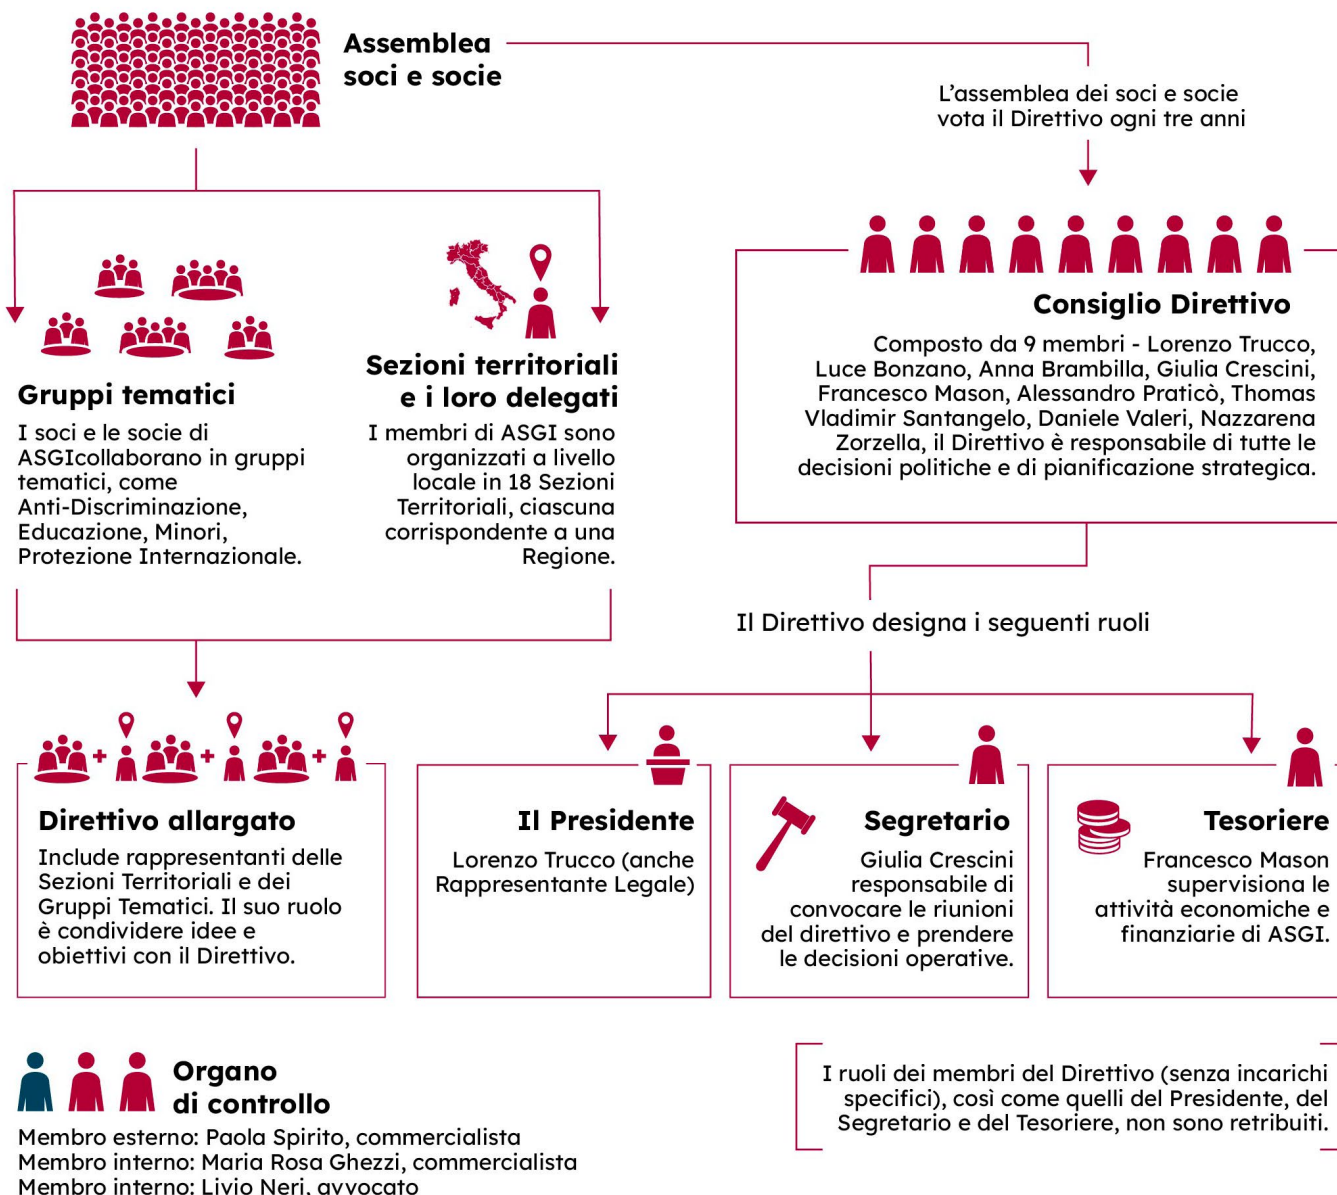 Assemblea
soci e socie
L'assemblea dei soci e socie
vota il Direttivo ogni tre anni
Gruppi tematici
I soci e le socie di
ASGIcollaborano in gruppi
tematici, come
Anti-Discriminazione,
Educazione, Minori,
Protezione Internazionale.
Sezioni territoriali
e i loro delegati
I membri di ASGI sono
organizzati a livello
locale in 18 Sezioni
Territoriali, ciascuna
corrispondente a una
Regione.
Consiglio Direttivo
Composto da 9 membri - Lorenzo Trucco,
Luce Bonzano, Anna Brambilla, Giulia Crescini,
Francesco Mason, Alessandro Praticò, Thomas
Vladimir Santangelo, Daniele Valeri, Nazzarena
Zorzella, il Direttivo è responsabile di tutte le
decisioni politiche e di pianificazione strategica.
Il Direttivo designa i seguenti ruoli
+ + +
Direttivo allargato
Include rappresentanti delle
Sezioni Territoriali e dei
Gruppi Tematici. Il suo ruolo
è condividere idee e
obiettivi con il Direttivo.
Il Presidente
Lorenzo Trucco (anche
Rappresentante Legale)
Segretario
Giulia Crescini
responsabile di
convocare le riunioni
del direttivo e prendere
le decisioni operative.
Tesoriere
Francesco Mason
supervisiona le
attività economiche e
finanziarie di ASGI.
Organo
di controllo
Membro esterno: Paola Spirito, commercialista
Membro interno: Maria Rosa Ghezzi, commercialista
Membro interno: Livio Neri, avvocato
I ruoli dei membri del Direttivo (senza incarichi
specifici), così come quelli del Presidente, del
Segretario e del Tesoriere, non sono retribuiti.